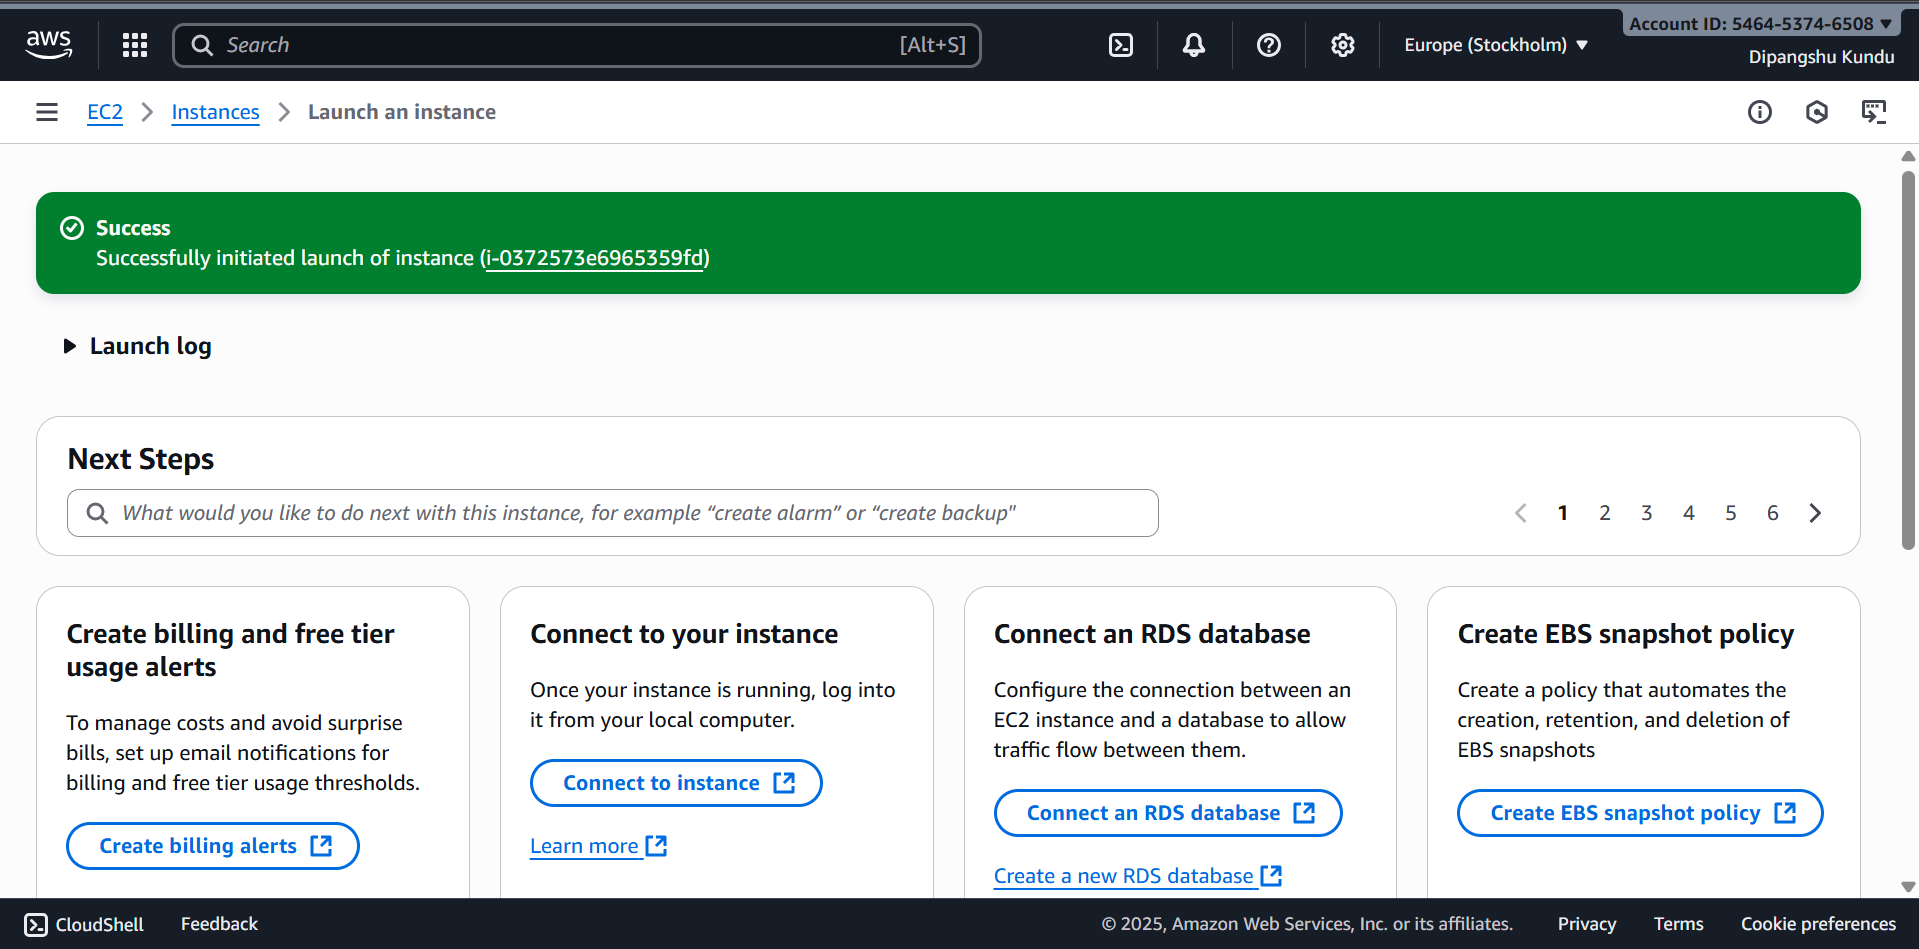 aws
Search [Alt+S]
Europe (Stockholm)
Account ID: 5464-5374-6508
Dipangshu Kundu
EC2 Instances Launch an instance
Success
Successfully initiated launch of instance (i-0372573e6965359fd)
Launch log
Next Steps
What would you like to do next with this instance, for example “create alarm” or “create backup"
1 2 3 4 5 6
Create billing and free tier
usage alerts
To manage costs and avoid surprise
bills, set up email notifications for
billing and free tier usage thresholds.
Create billing alerts
Connect to your instance
Once your instance is running, log into
it from your local computer.
Connect to instance
Learn more
Connect an RDS database
Configure the connection between an
EC2 instance and a database to allow
traffic flow between them.
Connect an RDS database
Create a new RDS database
Create EBS snapshot policy
Create a policy that automates the
creation, retention, and deletion of
EBS snapshots
Create EBS snapshot policy
CloudShell Feedback © 2025, Amazon Web Services, Inc. or its affiliates. Privacy Terms Cookie preferences